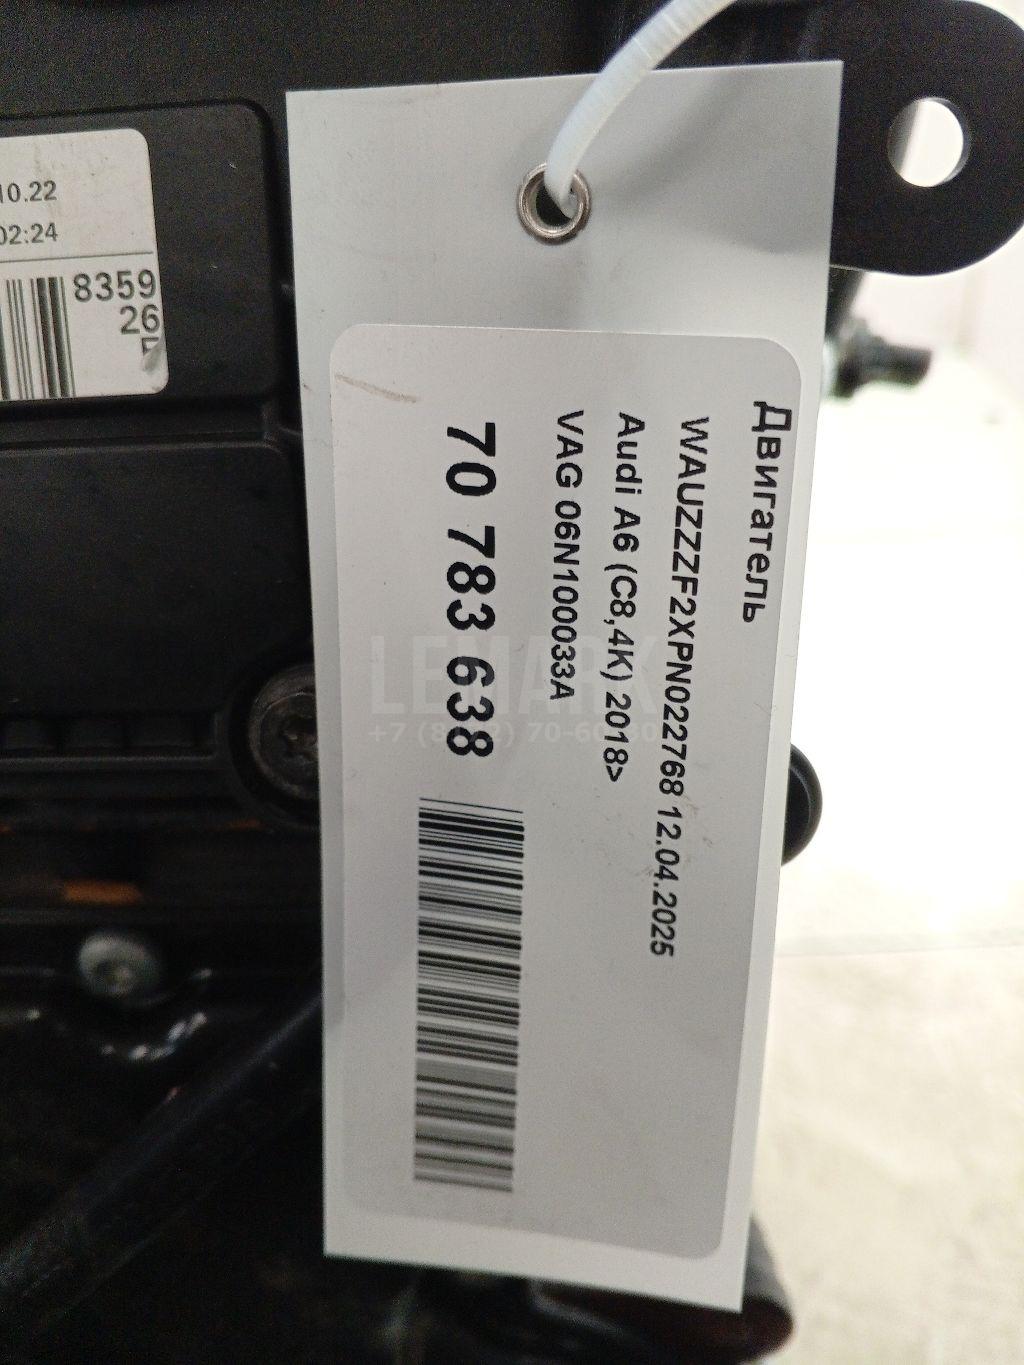 10.22
02:24
8359
26
Двигатель
WAUZZZF2XPN022768 12.04.2025
Audi A6 (C8,4K) 2018>
VAG 06N100033A
70 783 638
LEMARK